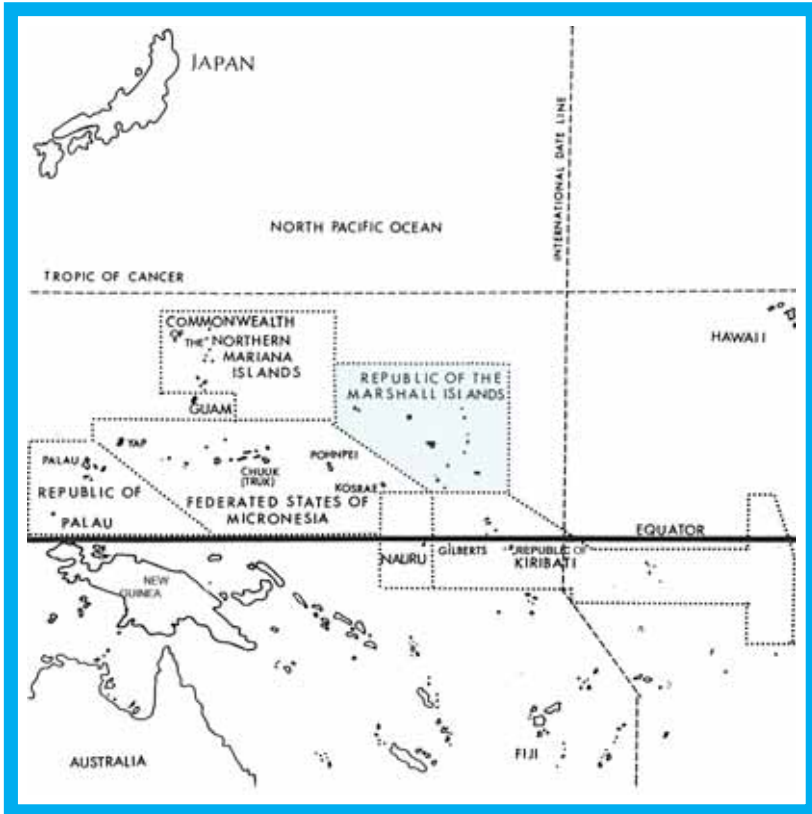 JAPAN
INTERNATIONAL DATE LINE
NORTH PACIFIC OCEAN
TROPIC OF CANCER
COMMONWEALTH
OF
THE NORTHERN
MARIANA
ISLANDS
HAWAII
REPUBLIC OF THE
MARSHALL ISLANDS
GUAM
YAP
PALAU
REPUBLIC OF
PALAU
CHUUK
(TRUK)
POHNPEI
KOSRAE
FEDERATED STATES OF
MICRONESIA
EQUATOR
NAURU
GILBERTS
REPUBLIC OF
KIRIBATI
NEW
GUINEA
AUSTRALIA
FIJI